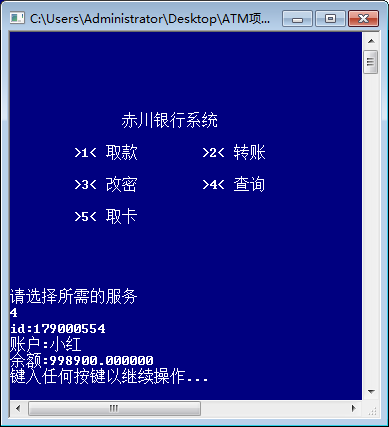 C:\Users\Administrator\Desktop\ATM项...
赤川银行系统
>1< 取款 >2< 转账
>3< 改密 >4< 查询
>5< 取卡
请选择所需的服务
4
id:179000554
账户:小红
余额:998900.000000
键入任何按键以继续操作...